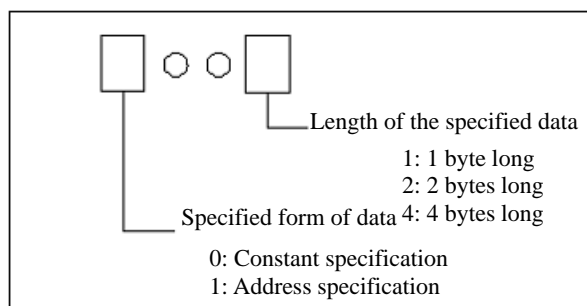 Length of the specified data
1: 1 byte long
2: 2 bytes long
Specified form of data 4: 4 bytes long
0: Constant specification
1: Address specification